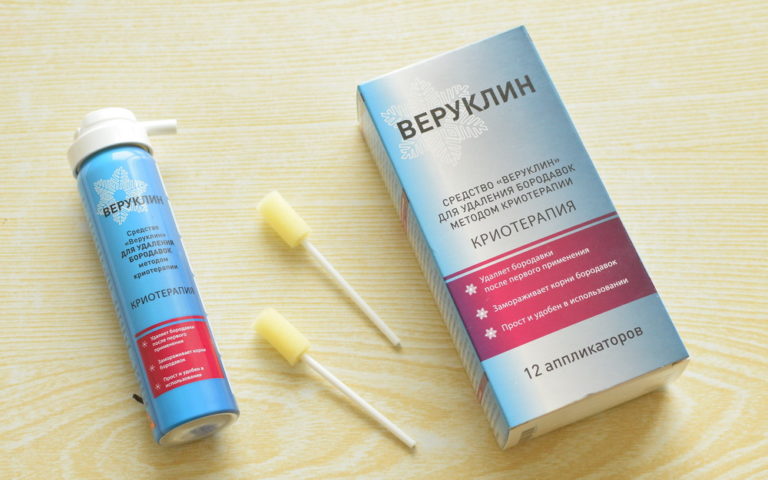 ВЕРУКЛИН
Средство
«Веруклин»
ДЛЯ УДАЛЕНИЯ
БОРОДАВОК
методом
криотерапии
КРИОТЕРАПИЯ
Удаляет бородавки
после первого
применения
Замораживает корни
бородавок
Прост и удобен в
использовании
ВЕРУКЛИН
СРЕДСТВО «ВЕРУКЛИН»
ДЛЯ УДАЛЕНИЯ БОРОДАВОК
МЕТОДОМ КРИОТЕРАПИИ
КРИОТЕРАПИЯ
Удаляет бородавки
после первого применения
Замораживает корни бородавок
Прост и удобен в использовании
12 аппликаторов